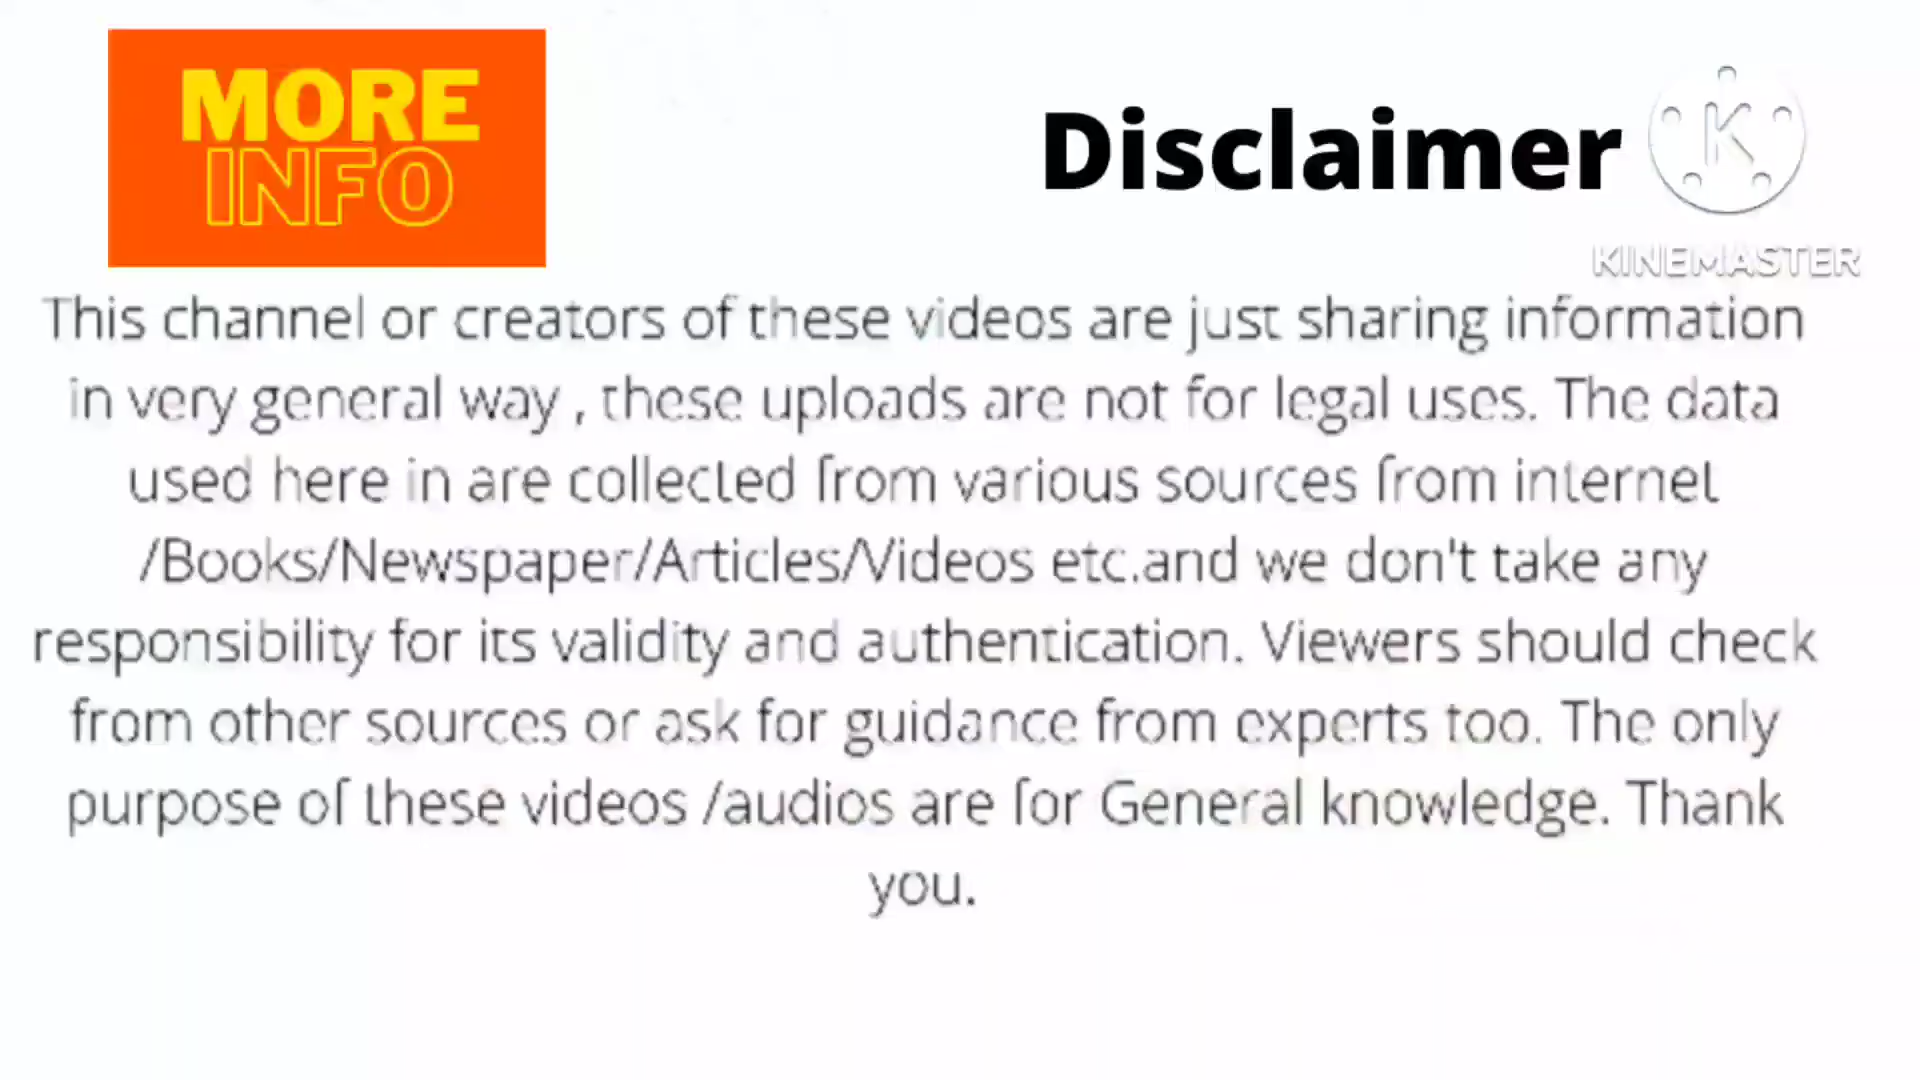 MORE
INFO
Disclaimer
KINEMASTER
This channel or creators of these videos are just sharing information
in very general way , these uploads are not for legal uses. The data
used here in are collected from various sources from internet
/Books/Newspaper/Articles/Videos etc.and we don't take any
responsibility for its validity and authentication. Viewers should check
from other sources or ask for guidance from experts too. The only
purpose of these videos /audios are for General knowledge. Thank
you.